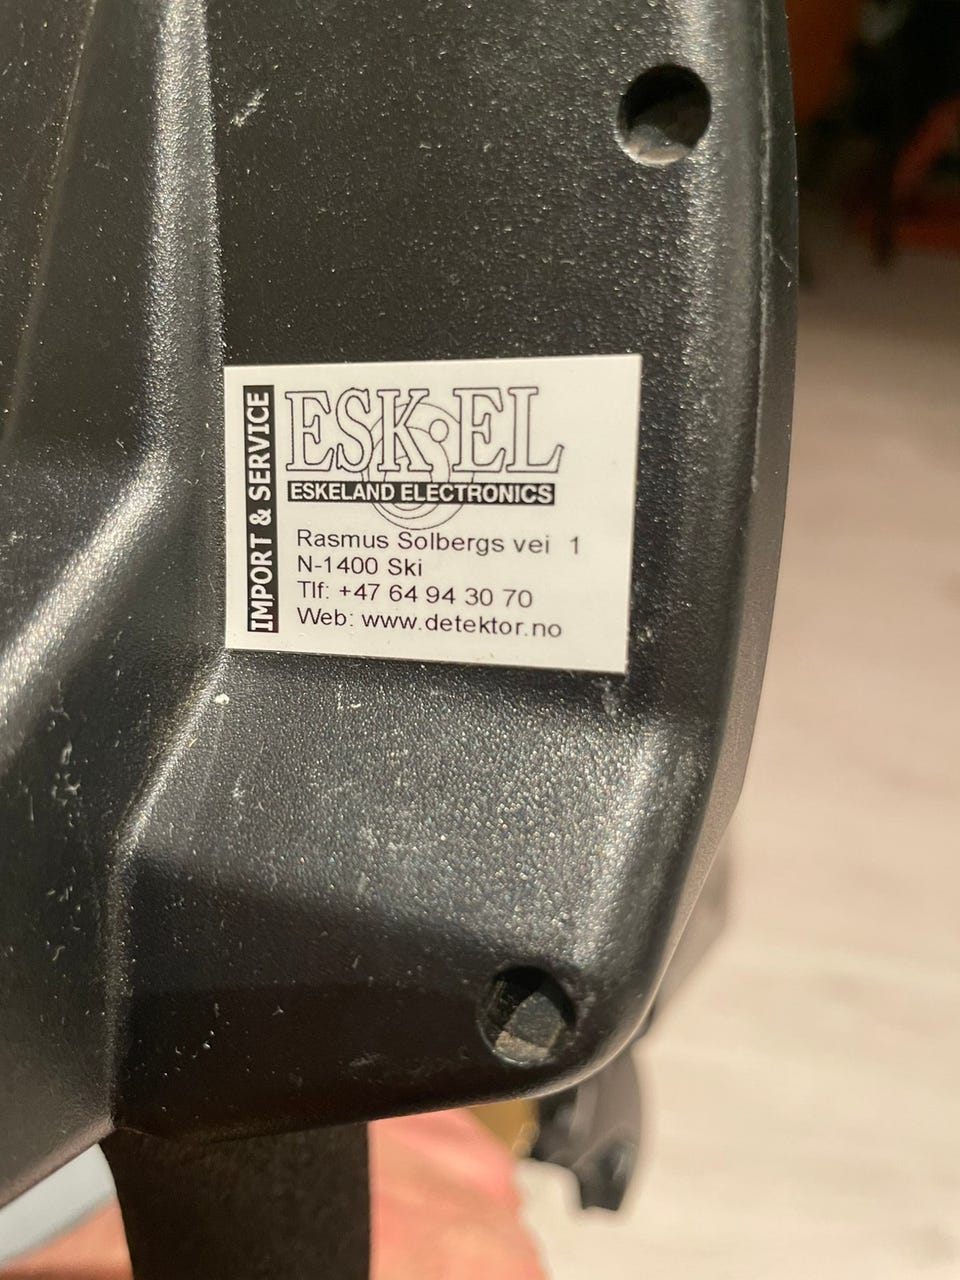 IMPORT & SERVICE
ESK·EL
ESKELAND ELECTRONICS
Rasmus Solbergs vei 1
N-1400 Ski
Tlf: +47 64 94 30 70
Web: www.detektor.no